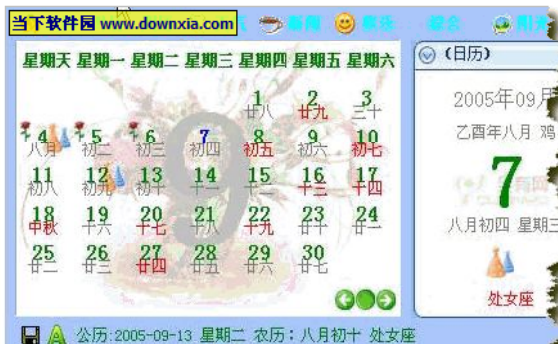 当下软件园 www.downxia.com
综合
星期天 星期一 星期二 星期三 星期四 星期五 星期六
1 2 3
廿八 廿九 三十
4 5 6 7 8 9 10
八月 初二 初三 初四 初五 初六 初七
11 12 13 14 15 16 17
初八 初九 初十 十一 十二 十三 十四
18 19 20 21 22 23 24
中秋 十六 十七 十八 十九 廿 廿一
25 26 27 28 29 30
廿二 廿三 廿四 廿五 廿六 廿七
9
(日历)
2005年09月
乙酉年八月 鸡
7
八月初四 星期三
处女座
公历:2005-09-13 星期二 农历:八月初十 处女座